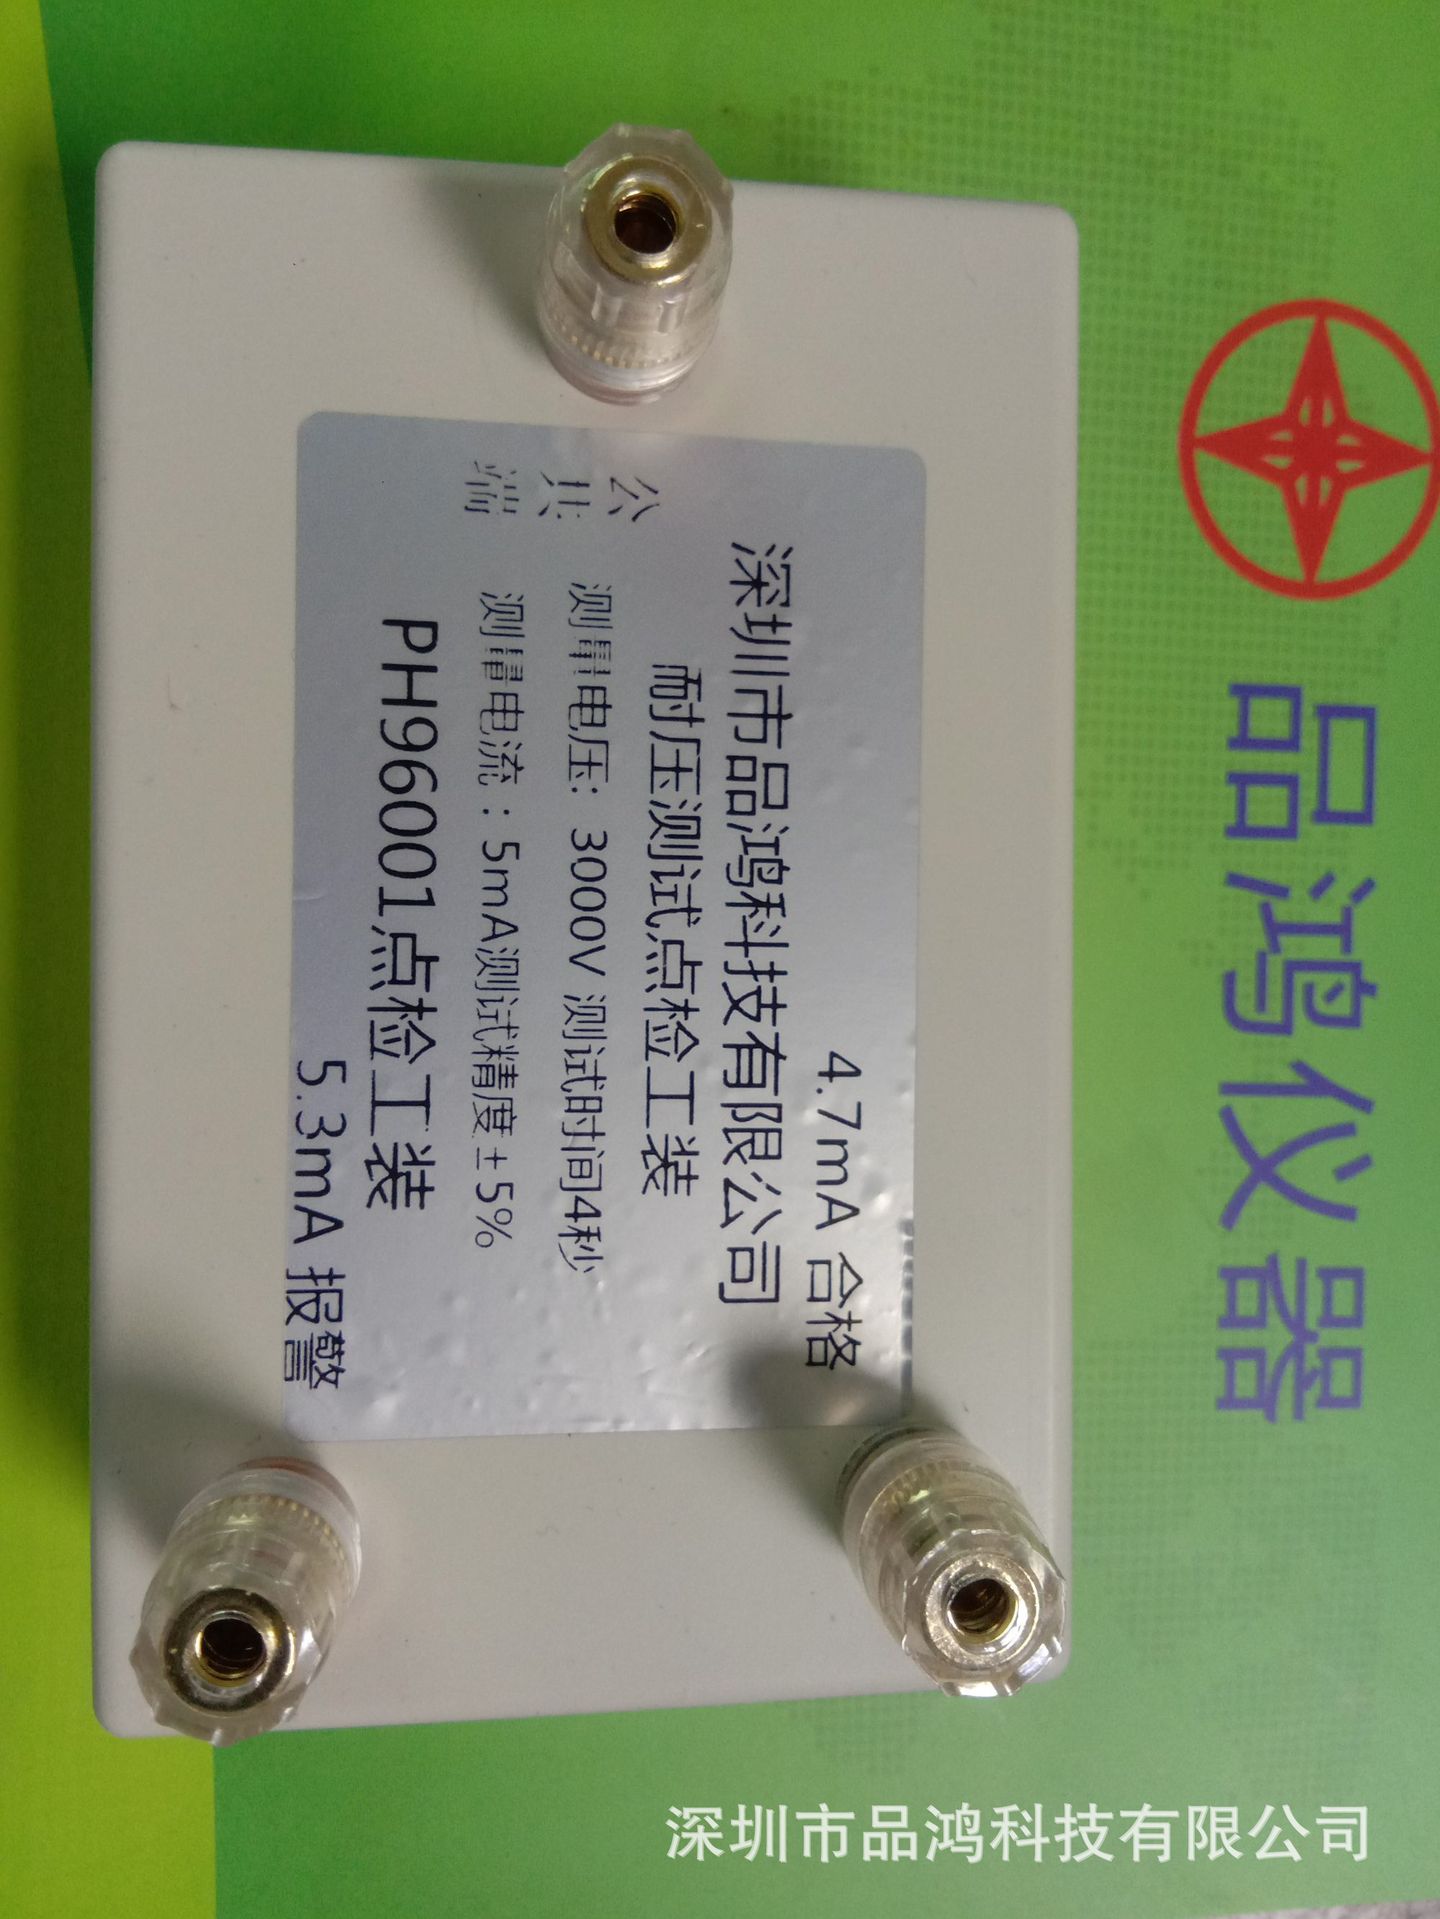 4.7mA 合格
深圳市品鸿科技有限公司
耐压测试点检工装
公共端
测量电压: 3000V 测试时间4秒
测量电流：5mA测试精度±5%
PH96001点检工装
5.3mA 报警
品鸿仪器
深圳市品鸿科技有限公司